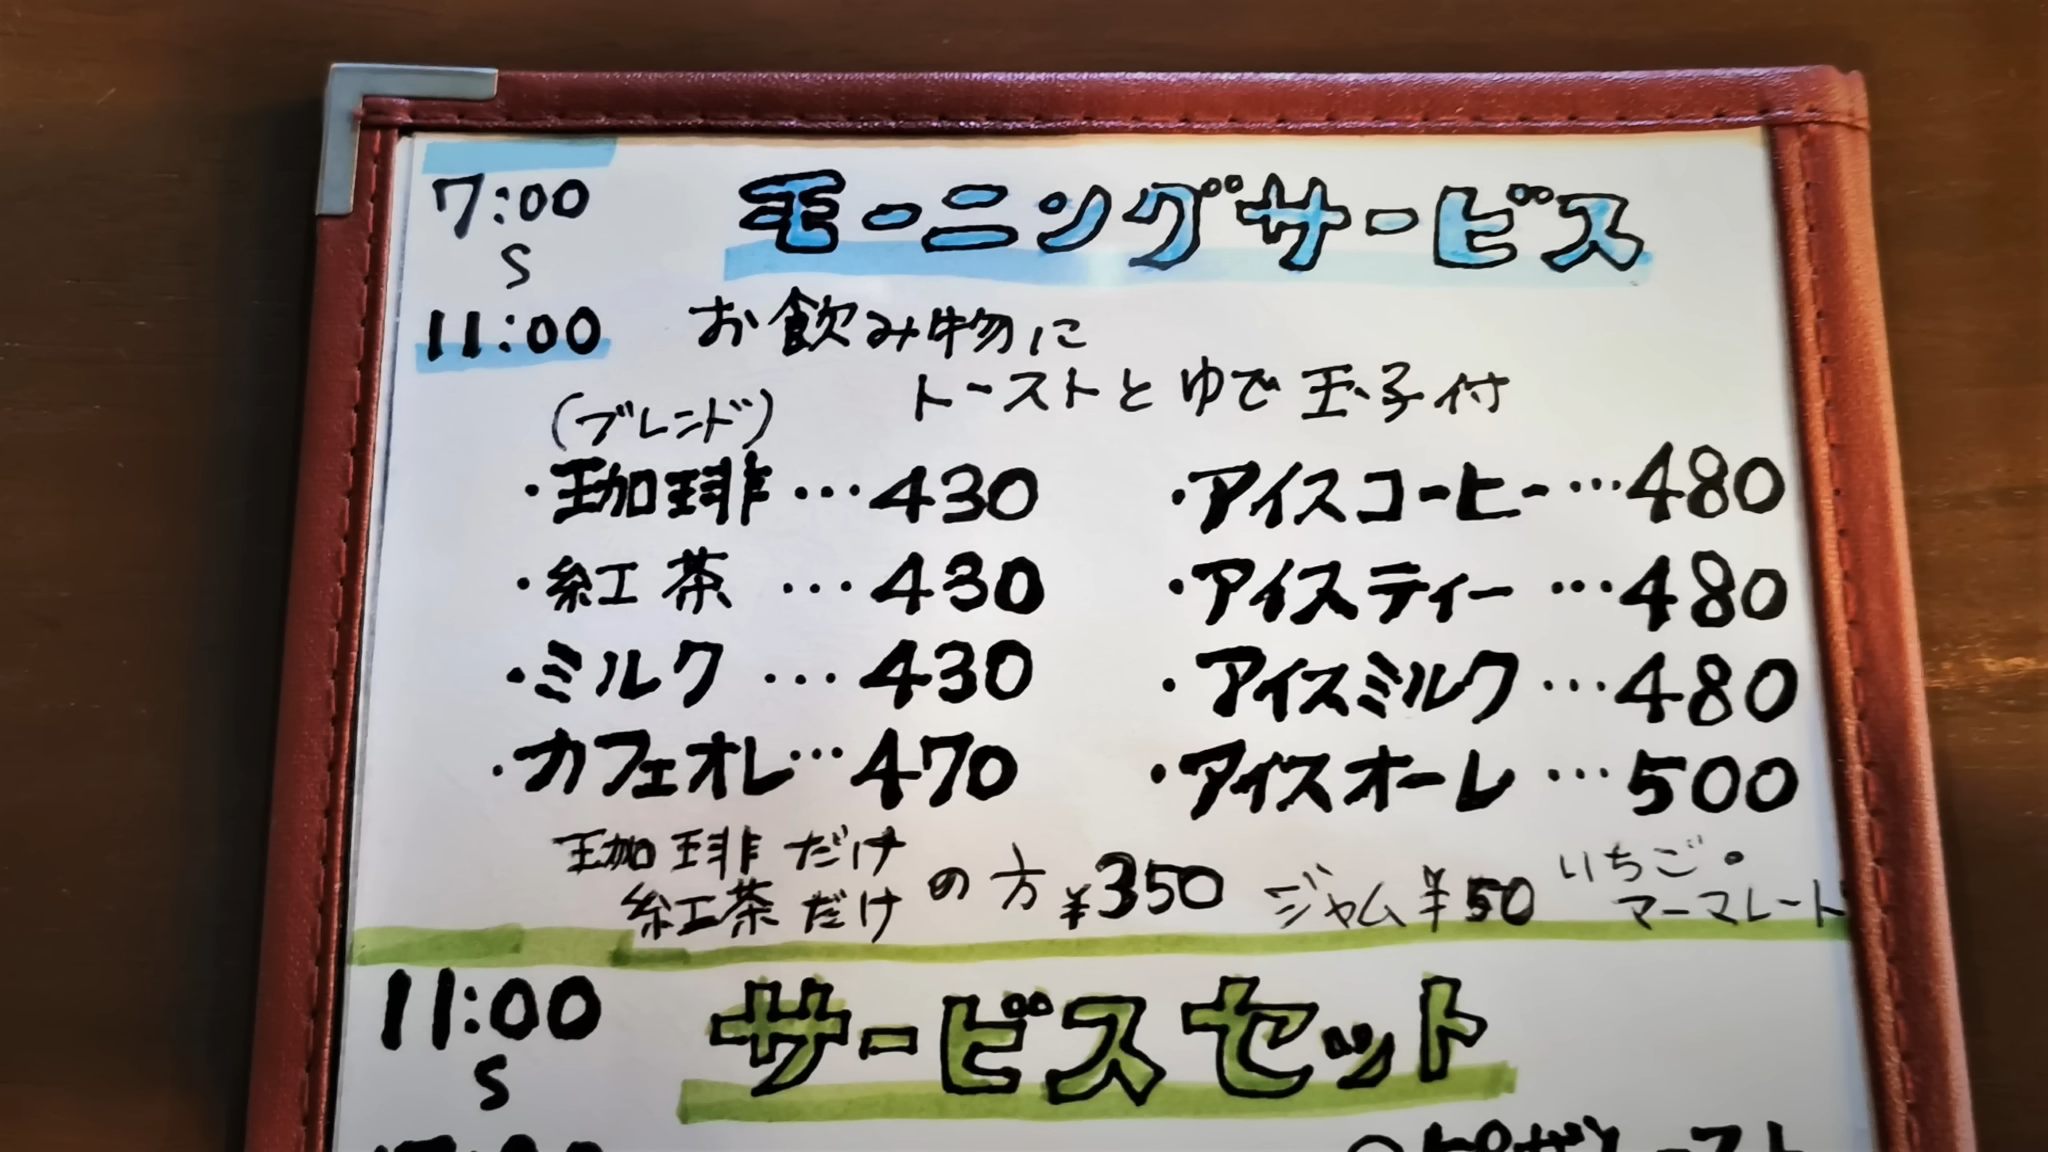 7:00
S
11:00
モーニングサービス
お飲み物に
トーストとゆで玉子付
(ブレンド)
・珈琲…430
・紅茶…430
・ミルク…430
・カフェオレ…470
・アイスコーヒー…480
・アイスティー…480
・アイスミルク…480
・アイスオーレ…500
珈琲だけ
紅茶だけ
の方¥350
ジャム¥50
いちご・
マーマレード
11:00
S
サービスセット